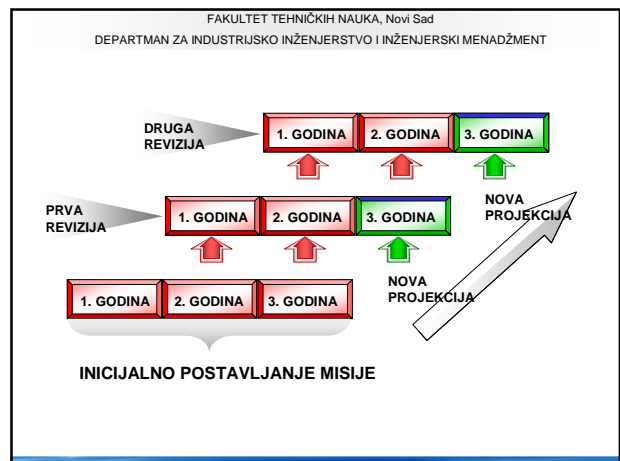 FAKULTET TEHNIČKIH NAUKA, Novi Sad
DEPARTMAN ZA INDUSTRIJSKO INŽENJERSTVO I INŽENJERSKI MENADŽMENT
DRUGA
REVIZIJA
1. GODINA 2. GODINA 3. GODINA
PRVA
REVIZIJA
1. GODINA 2. GODINA 3. GODINA
NOVA
PROJEKCIJA
1. GODINA 2. GODINA 3. GODINA
NOVA
PROJEKCIJA
INICIJALNO POSTAVLJANJE MISIJE